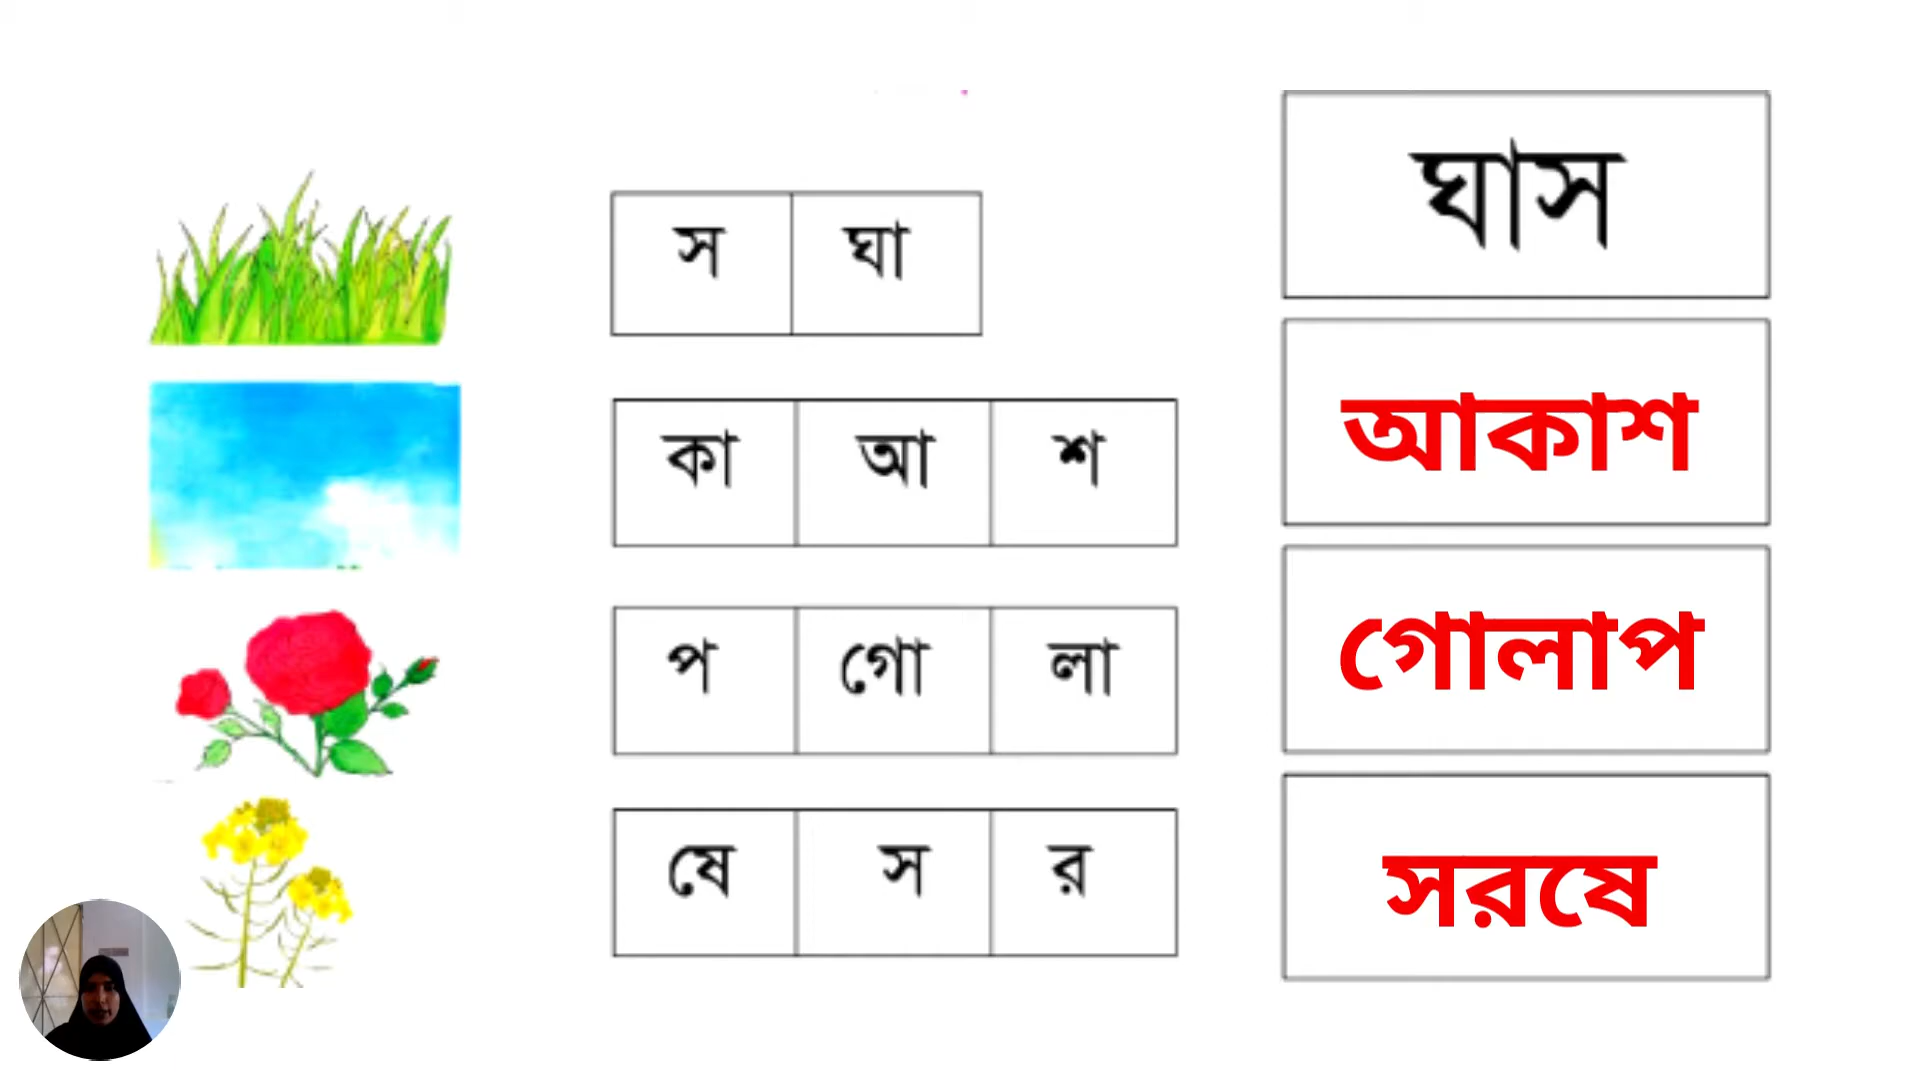 স ঘা ঘাস
কা আ শ আকাশ
প গো লা গোলাপ
ষে স র সরষে